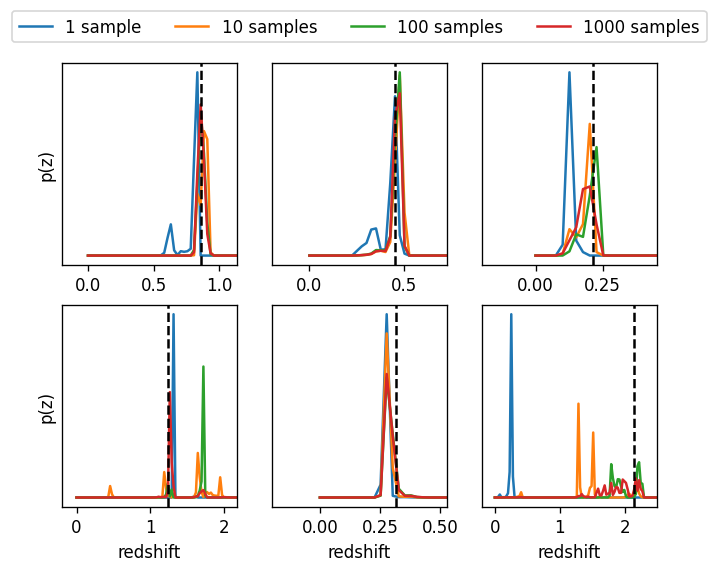 1 sample 10 samples 100 samples 1000 samples
p(z)
0.0 0.5 1.0 0.0 0.5 0.00 0.25
p(z)
0 1 2 0.00 0.25 0.50 0 1 2
redshift redshift redshift